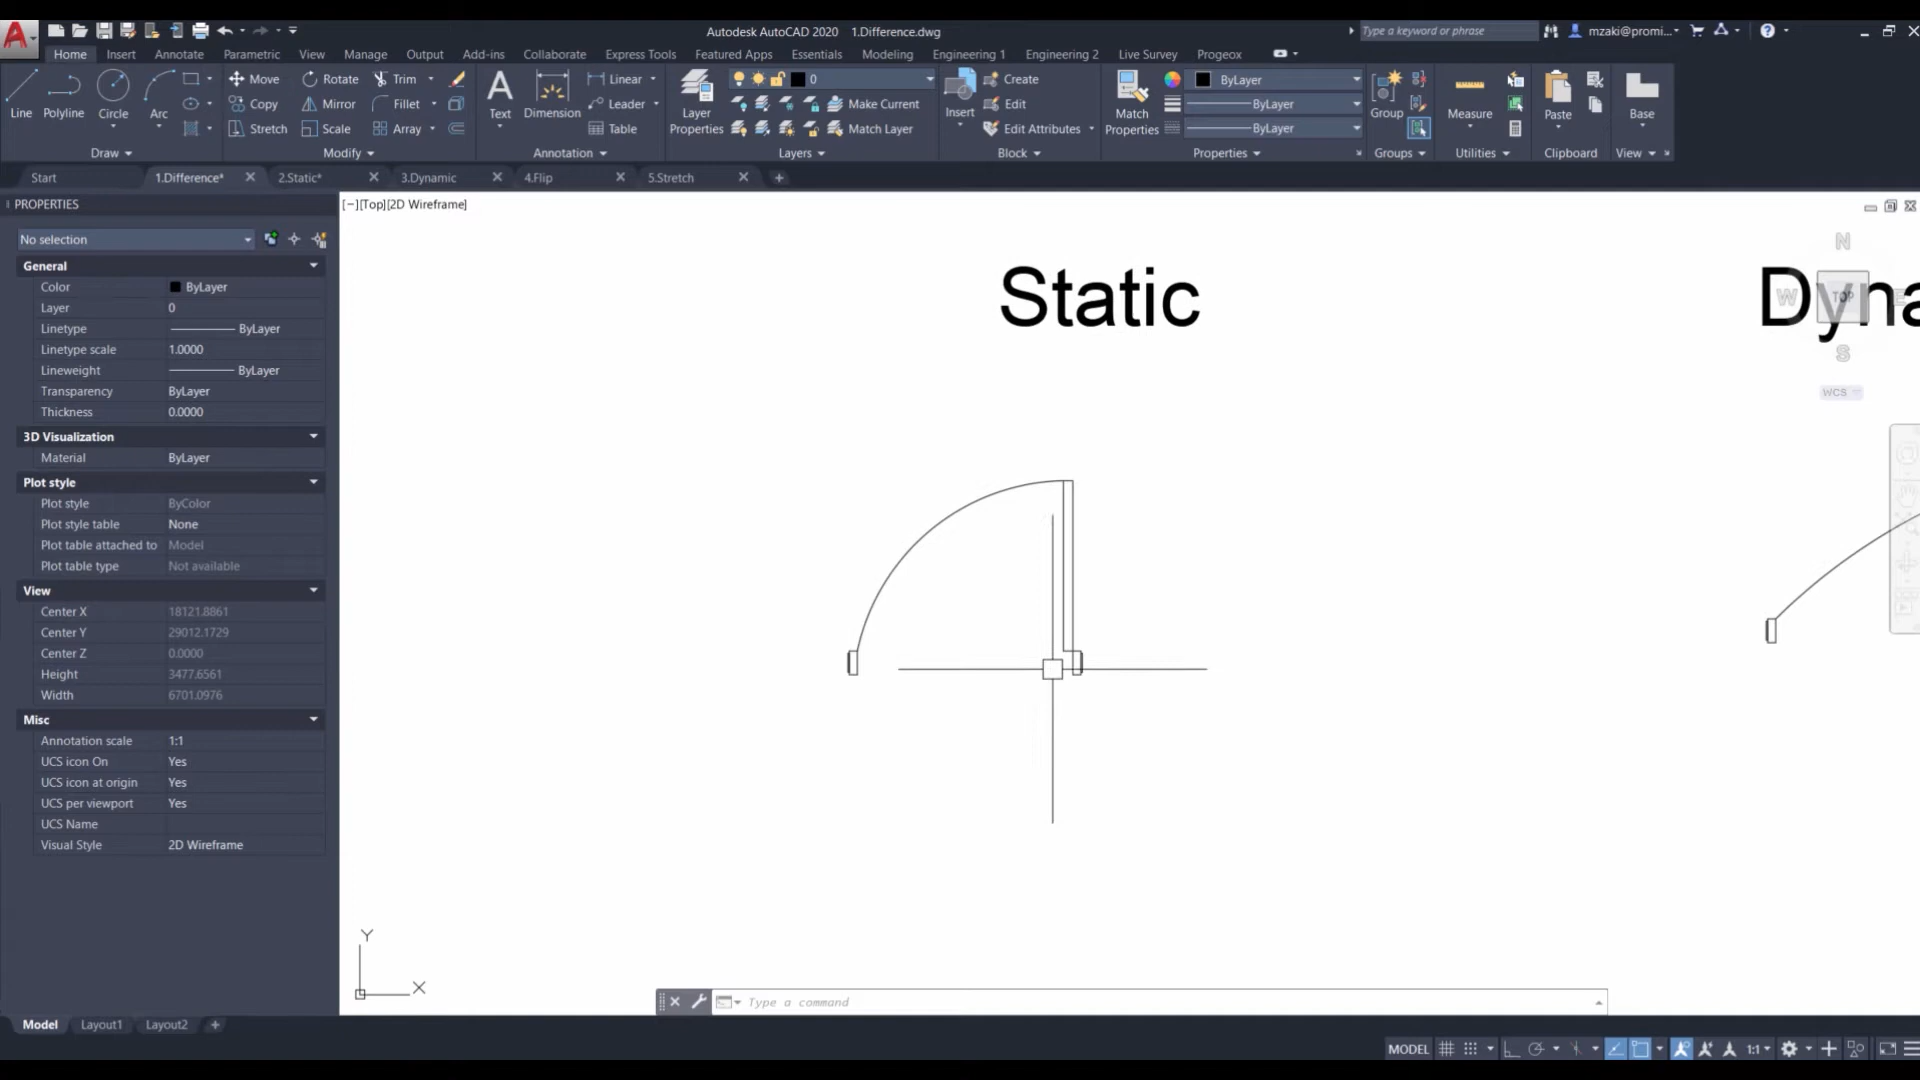 Autodesk AutoCAD 2020 1.Difference.dwg
Type a keyword or phrase
mzaki@promi...
Home Insert Annotate Parametric View Manage Output Add-ins Collaborate Express Tools Featured Apps Essentials Modeling Engineering 1 Engineering 2 Live Survey Progeox
Line Polyline Circle Arc
Draw
Move Rotate Trim
Copy Mirror Fillet
Stretch Scale Array
Modify
Text Dimension
Linear
Leader
Table
Annotation
Layer Properties
0
Make Current
Match Layer
Layers
Insert
Create
Edit
Edit Attributes
Block
Match Properties
ByLayer
ByLayer
ByLayer
Properties
Group
Groups
Measure
Utilities
Paste
Clipboard
Base
View
Start 1.Difference* 2.Static* 3.Dynamic 4.Flip 5.Stretch
PROPERTIES
No selection
General
Color ByLayer
Layer 0
Linetype ByLayer
Linetype scale 1.0000
Lineweight ByLayer
Transparency ByLayer
Thickness 0.0000
3D Visualization
Material ByLayer
Plot style
Plot style ByColor
Plot style table None
Plot table attached to Model
Plot table type Not available
View
Center X 18121.8861
Center Y 29012.1729
Center Z 0.0000
Height 3477.6561
Width 6701.0976
Misc
Annotation scale 1:1
UCS icon On Yes
UCS icon at origin Yes
UCS per viewport Yes
UCS Name
Visual Style 2D Wireframe
[−][Top][2D Wireframe]
Static
Dyna
N
W TOP E
S
WCS
Y
X
Type a command
Model Layout1 Layout2
MODEL 1:1